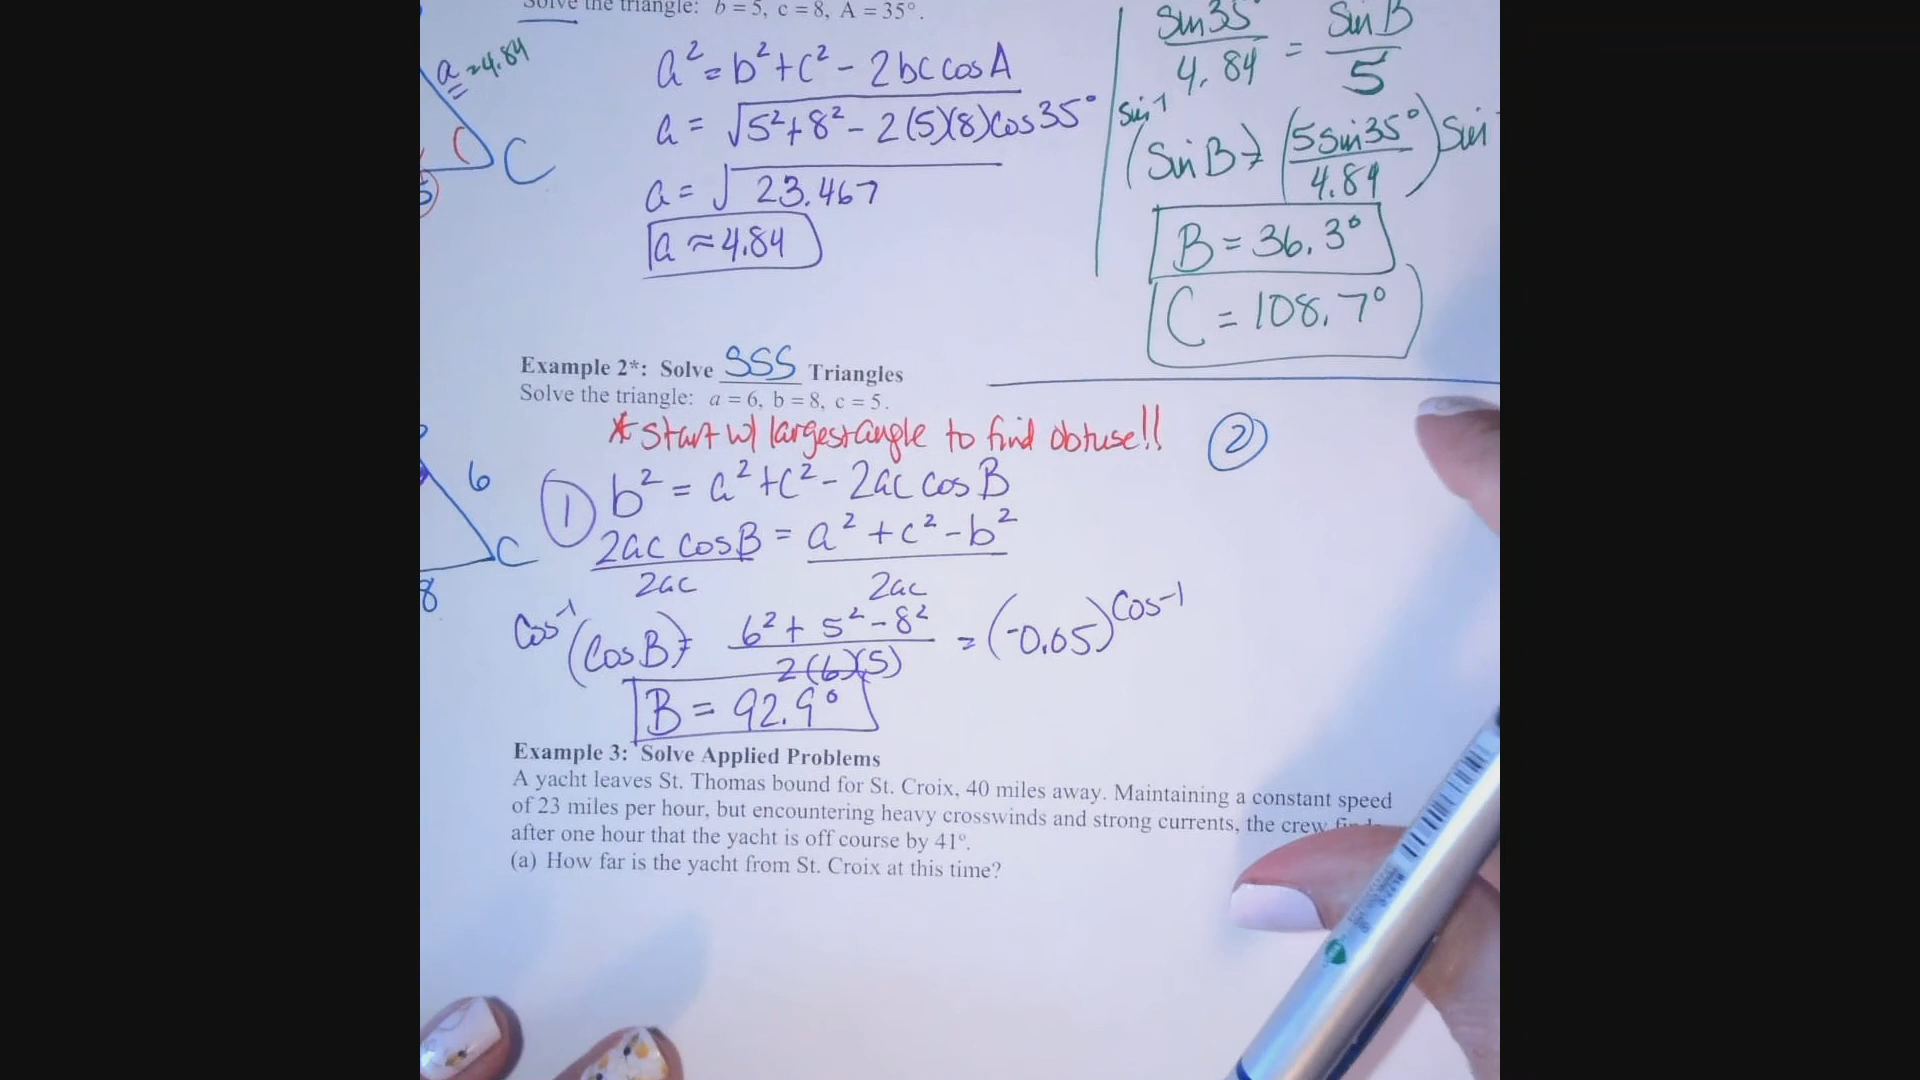 Solve the triangle: b = 5, c = 8, A = 35°.
a ≈ 4.84
C
a² = b² + c² - 2bc cos A
a = √5² + 8² - 2(5)(8)cos35°
a = √23.467
a ≈ 4.84
sin35° / 4.84 = Sin B / 5
sin⁻¹ (Sin B) = (5 sin35° / 4.84) Sin
B = 36.3°
C = 108.7°
Example 2*: Solve SSS Triangles
Solve the triangle: a = 6, b = 8, c = 5.
* Start w/ largest angle to find obtuse!!
②
6
C
8
① b² = a² + c² - 2ac cos B
2ac cos B / 2ac = a² + c² - b² / 2ac
Cos⁻¹ (Cos B) = 6² + 5² - 8² / 2(6)(5) = (-0.05) Cos⁻¹
B = 92.9°
Example 3: Solve Applied Problems
A yacht leaves St. Thomas bound for St. Croix, 40 miles away. Maintaining a constant speed
of 23 miles per hour, but encountering heavy crosswinds and strong currents, the crew
after one hour that the yacht is off course by 41°.
(a) How far is the yacht from St. Croix at this time?